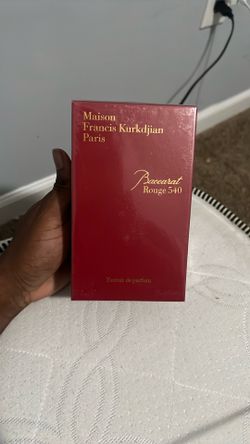 Maison
Francis Kurkdjian
Paris
Baccarat
Rouge 540
Extrait de parfum